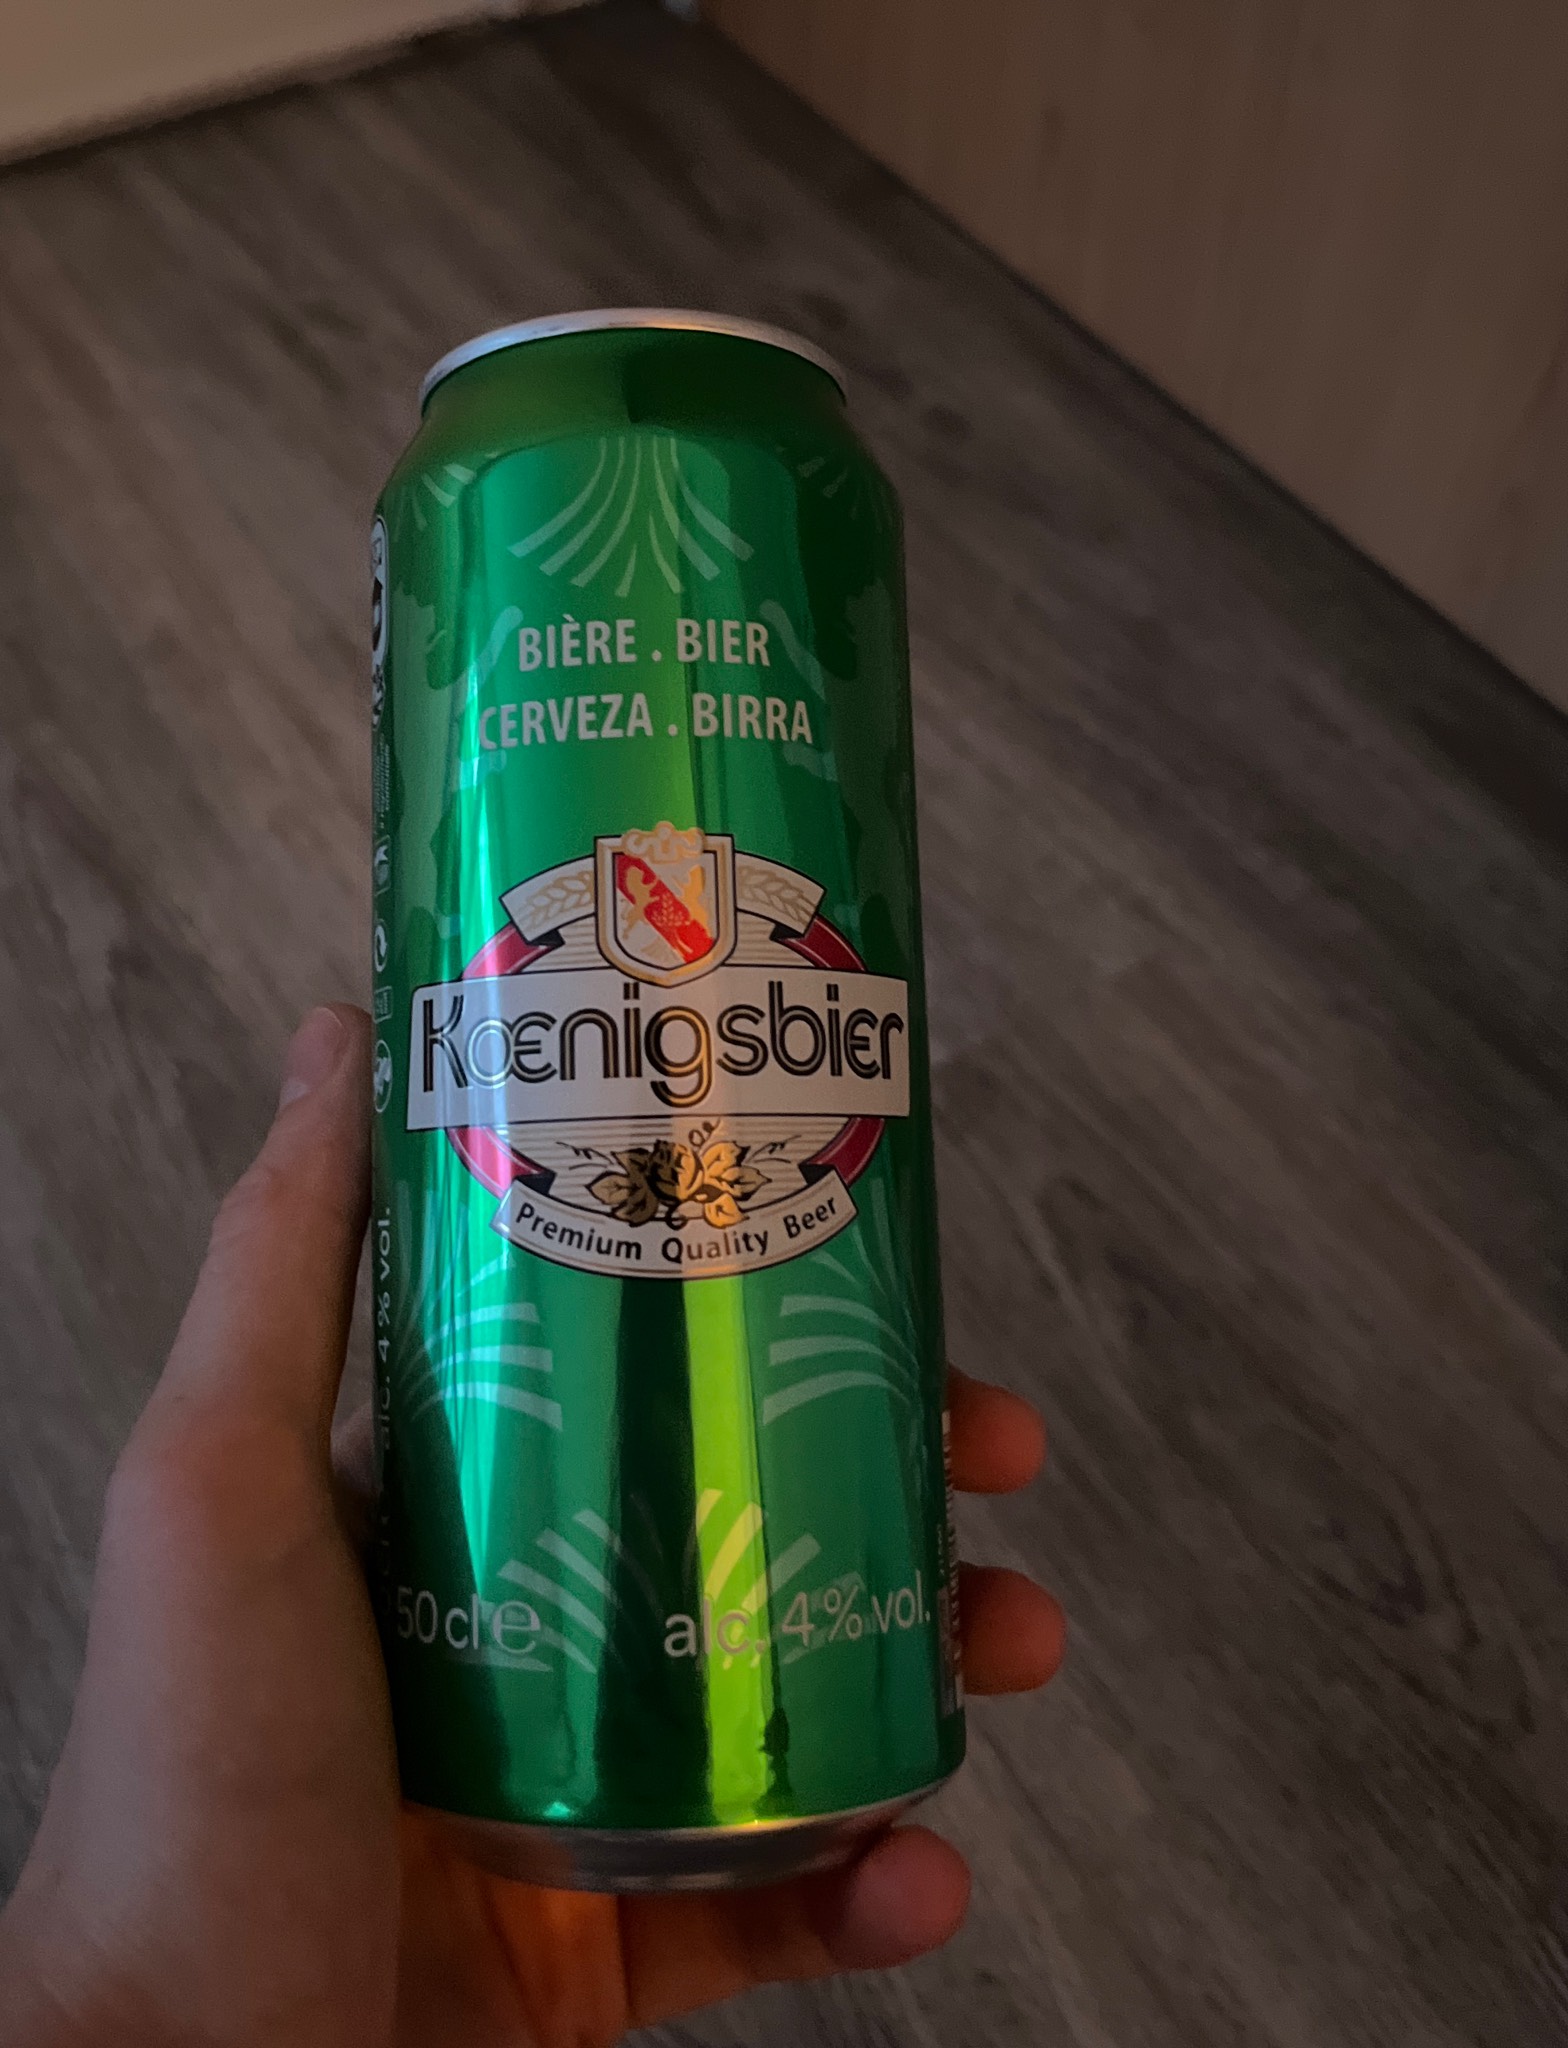 BIÈRE . BIER
CERVEZA . BIRRA
Kœnigsbier
Premium Quality Beer
50 cl e
alc. 4% vol.
alc. 4% vol.